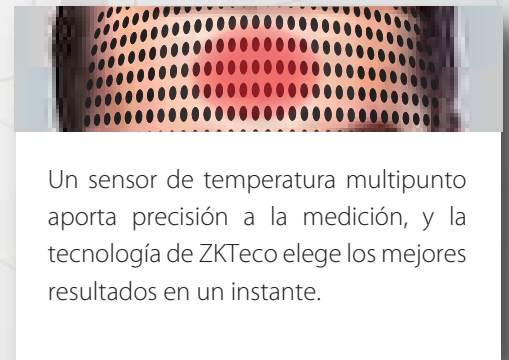 Un sensor de temperatura multipunto
aporta precisión a la medición, y la
tecnología de ZKTeco elege los mejores
resultados en un instante.